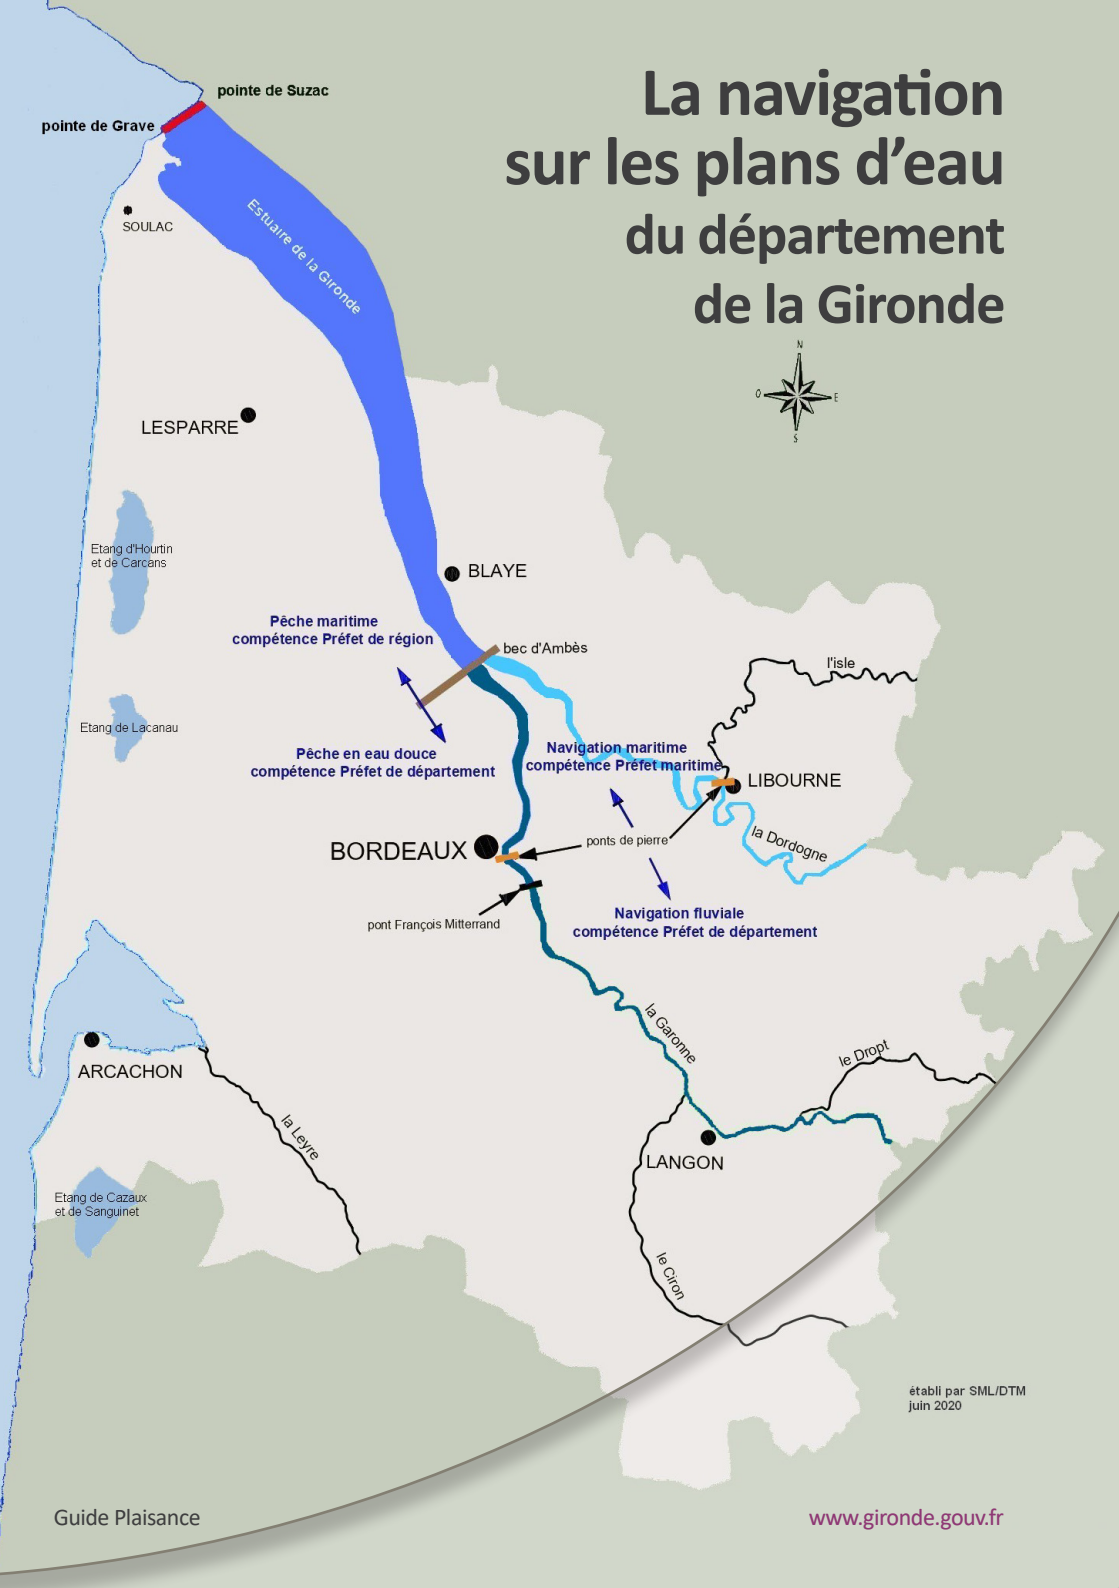 pointe de Suzac
pointe de Grave
La navigation
sur les plans d’eau
du département
de la Gironde
SOULAC
Estuaire de la Gironde
N
O
E
S
LESPARRE
Etang d'Hourtin
et de Carcans
BLAYE
Pêche maritime
compétence Préfet de région
bec d'Ambès
l'isle
Etang de Lacanau
Pêche en eau douce
compétence Préfet de département
Navigation maritime
compétence Préfet maritime
LIBOURNE
la Dordogne
ponts de pierre
BORDEAUX
pont François Mitterrand
Navigation fluviale
compétence Préfet de département
la Garonne
le Dropt
ARCACHON
la Leyre
LANGON
Etang de Cazaux
et de Sanguinet
le Ciron
établi par SML/DTM
juin 2020
Guide Plaisance
www.gironde.gouv.fr